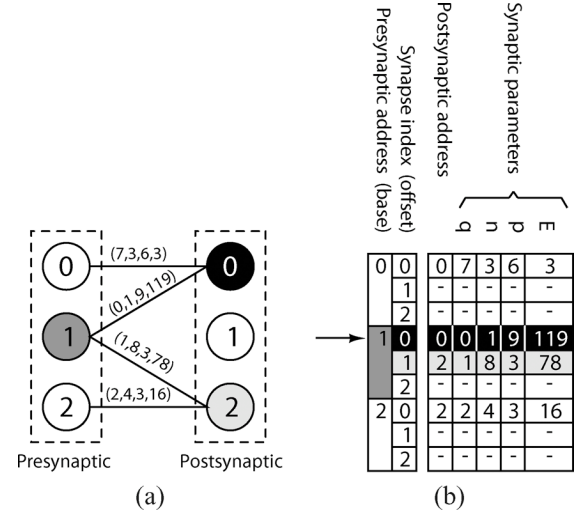 0
1
2
Presynaptic
(7,3,6,3)
(0,1,9,119)
(1,8,3,78)
(2,4,3,16)
0
1
2
Postsynaptic
(a)
Presynaptic address (base)
Synapse index (offset)
Postsynaptic address
Synaptic parameters
q n p E
0 0 0 7 3 6 3
1 - - - - -
2 - - - - -
1 0 0 0 1 9 119
1 2 1 8 3 78
2 - - - - -
2 0 2 2 4 3 16
1 - - - - -
2 - - - - -
(b)